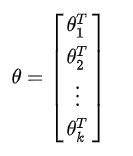 θ = [
θ₁ᵀ
θ₂ᵀ
⋮
θₖᵀ
]